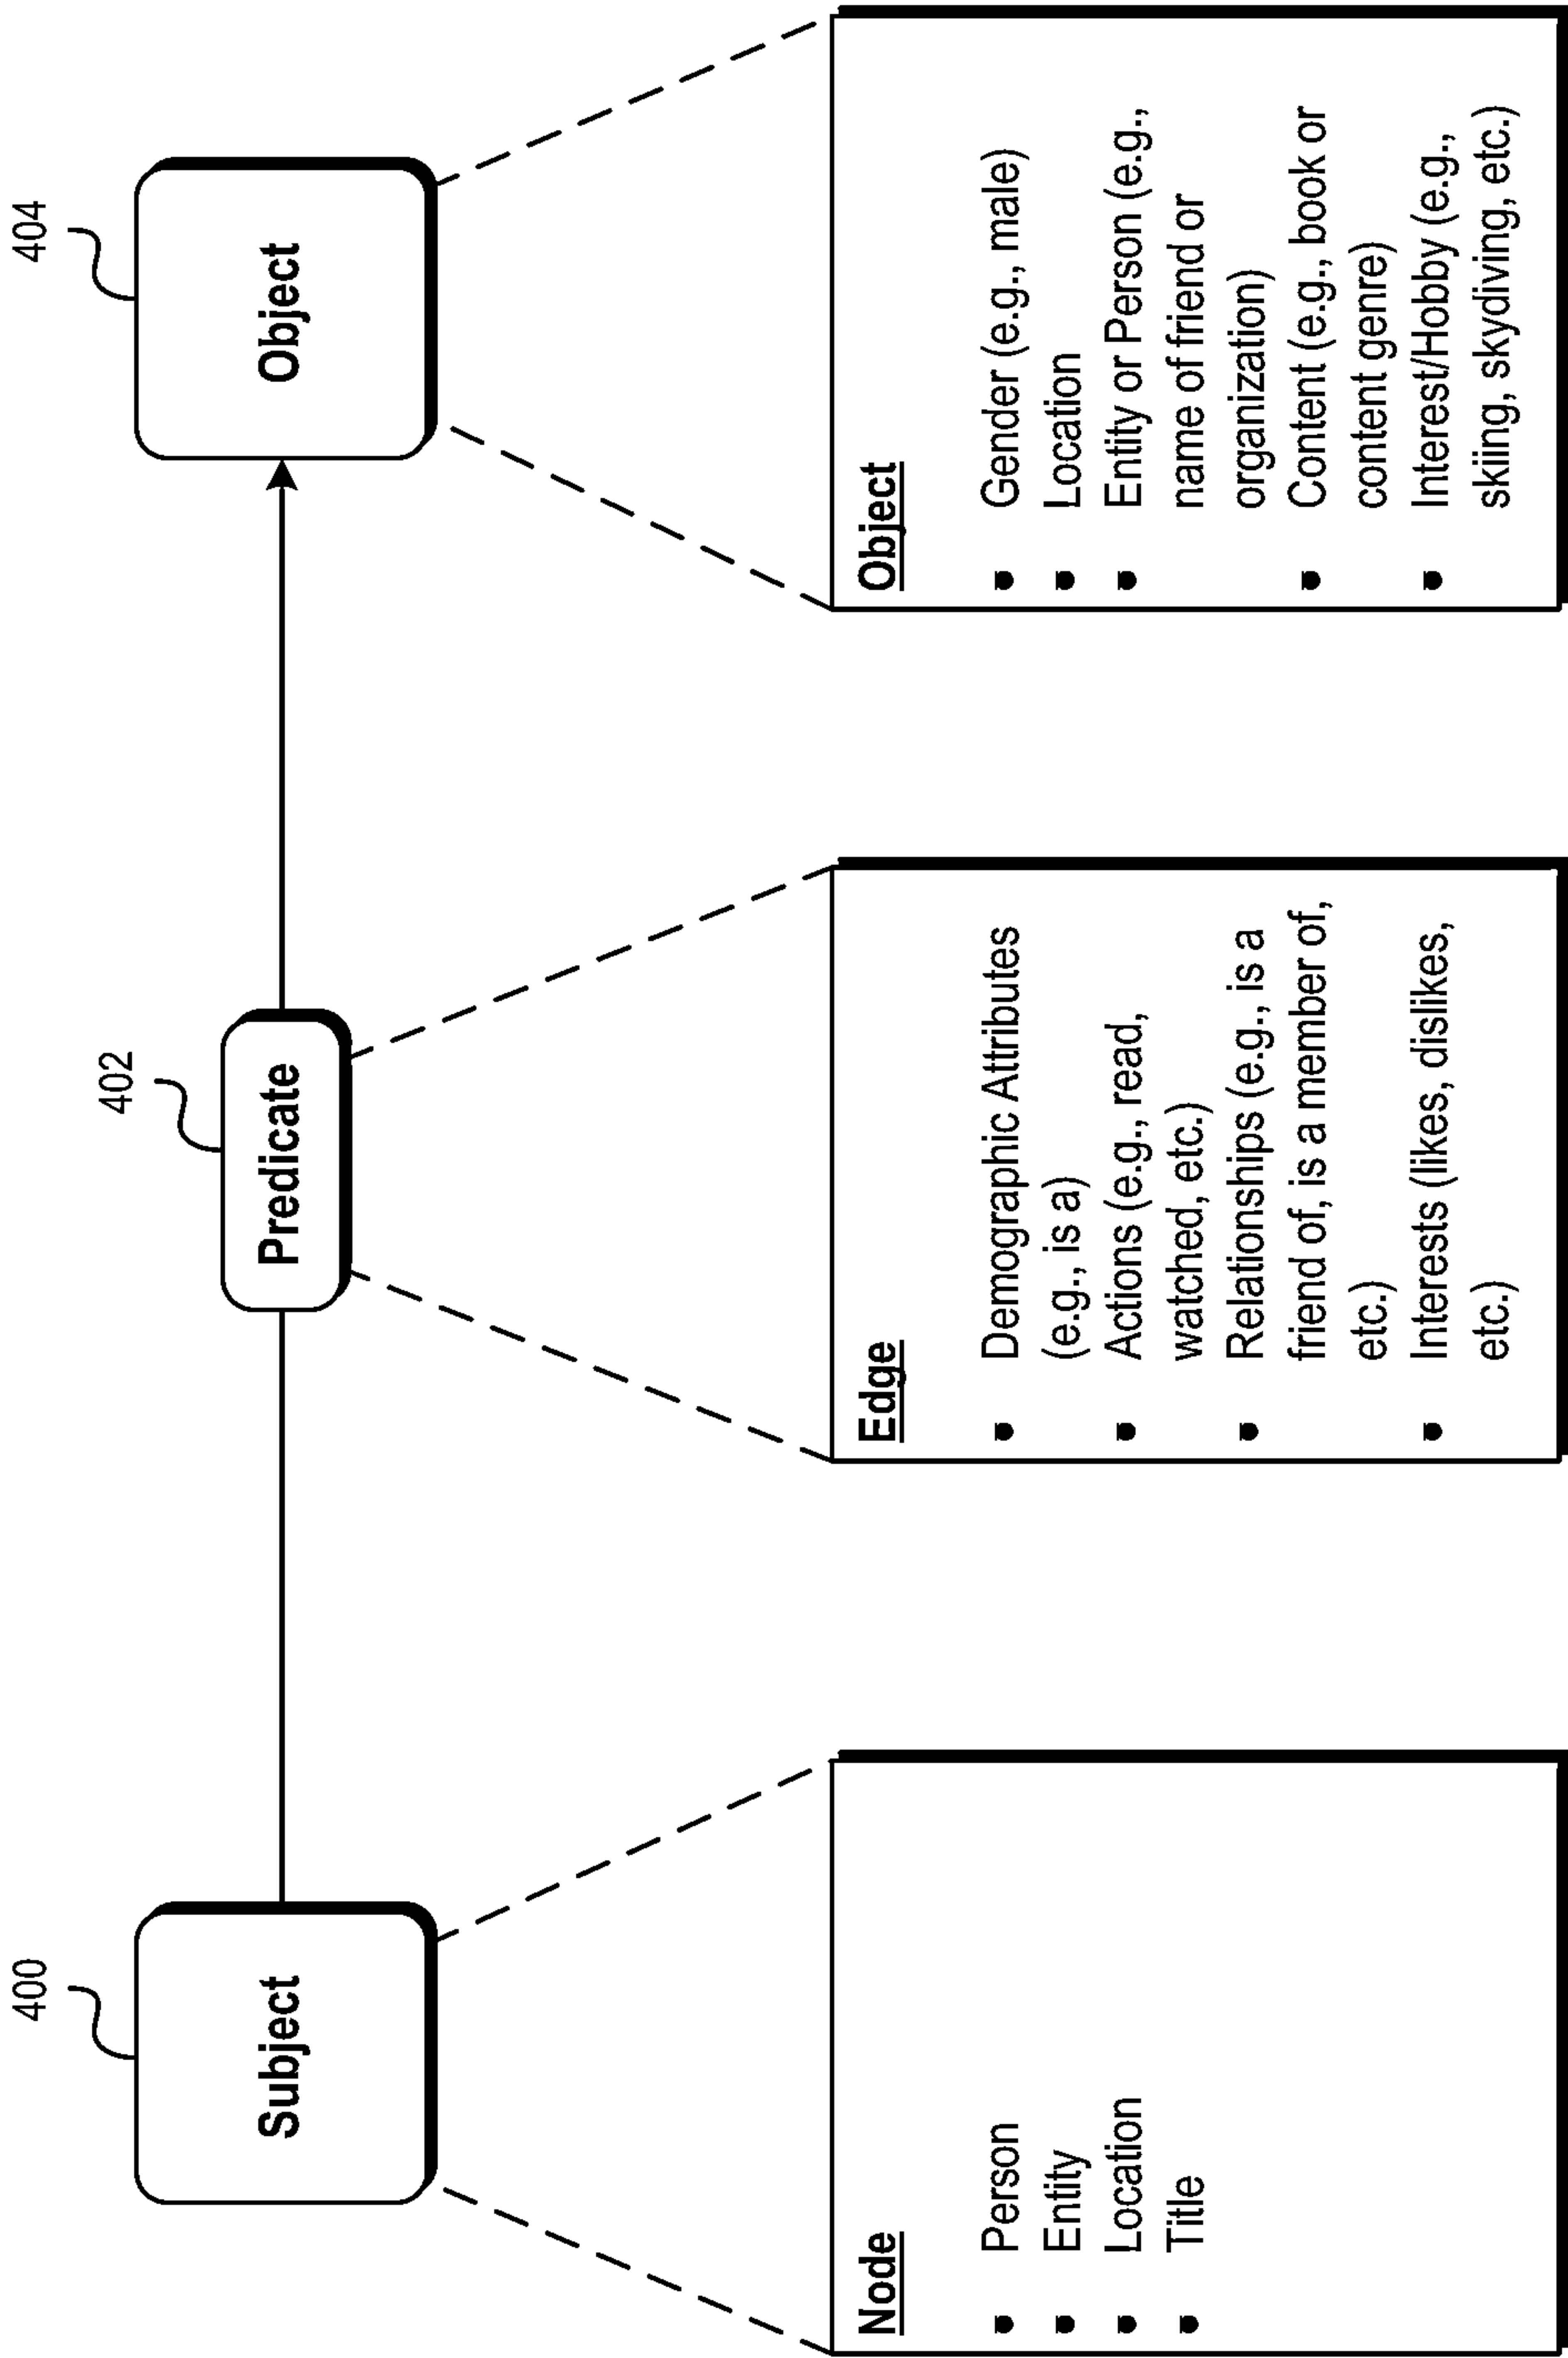 400
402
404
Subject
Predicate
Object
Node
• Person
• Entity
• Location
• Title
Edge
• Demographic Attributes
(e.g., is a)
• Actions (e.g., read,
watched, etc.)
• Relationships (e.g., is a
friend of, is a member of,
etc.)
• Interests (likes, dislikes,
etc.)
Object
• Gender (e.g., male)
• Location
• Entity or Person (e.g.,
name of friend or
organization)
• Content (e.g., book or
content genre)
• Interest/Hobby (e.g.,
skiing, skydiving, etc.)